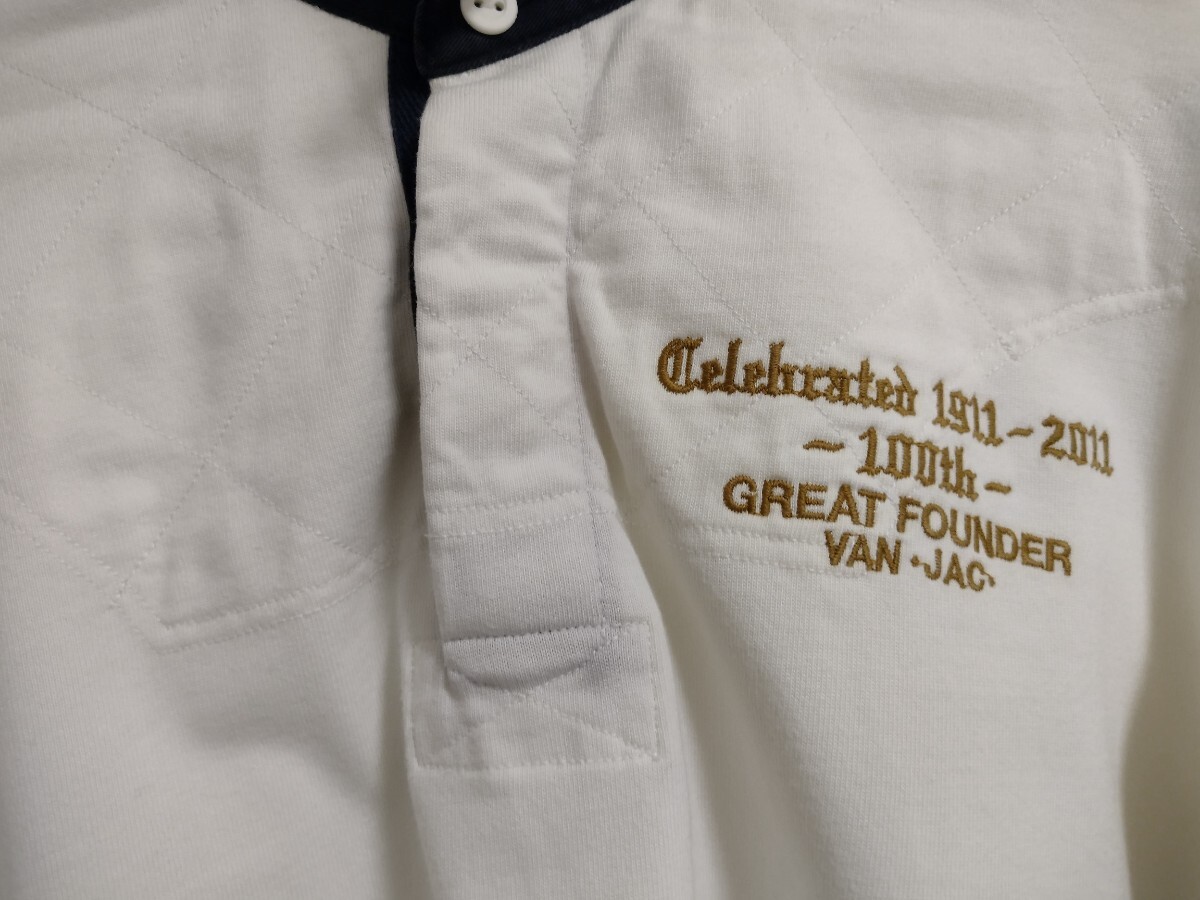 Celebrated 1911-2011
-100th-
GREAT FOUNDER
VAN·JAC·